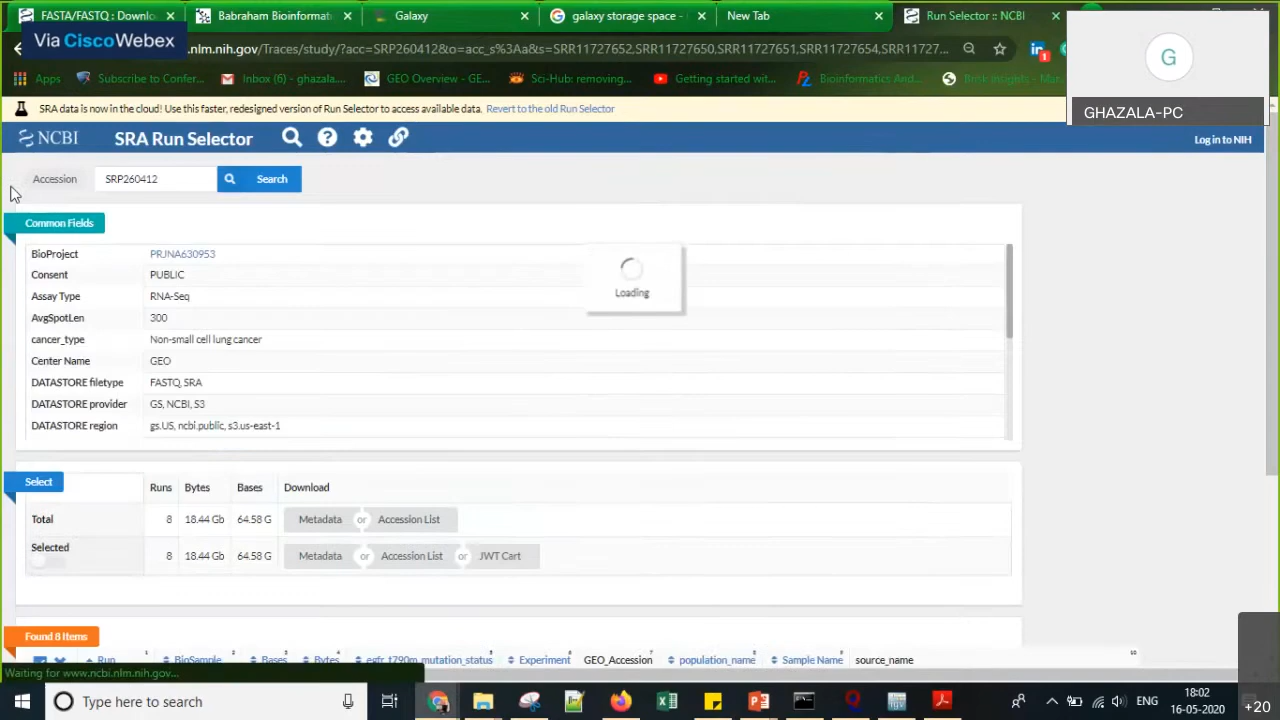 FASTA/FASTQ : Downloa
Babraham Bioinformat
Galaxy
galaxy storage space -
New Tab
Run Selector :: NCBI
Via CiscoWebex
.nlm.nih.gov/Traces/study/?acc=SRP260412&o=acc_s%3Aa&s=SRR11727652,SRR11727650,SRR11727651,SRR11727654,SRR11727...
Apps
Subscribe to Confer...
Inbox (6) - ghazala...
GEO Overview - GE...
Sci-Hub: removing...
Getting started wit...
Bioinformatics And...
G
GHAZALA-PC
SRA data is now in the cloud! Use this faster, redesigned version of Run Selector to access available data. Revert to the old Run Selector
NCBI
SRA Run Selector
Log in to NIH
Accession
SRP260412
Search
Common Fields
BioProject PRJNA630953
Consent PUBLIC
Assay Type RNA-Seq
AvgSpotLen 300
cancer_type Non-small cell lung cancer
Center Name GEO
DATASTORE filetype FASTQ, SRA
DATASTORE provider GS, NCBI, S3
DATASTORE region gs.US, ncbi.public, s3.us-east-1
Loading
Select
Runs Bytes Bases Download
Total 8 18.44 Gb 64.58 G Metadata or Accession List
Selected 8 18.44 Gb 64.58 G Metadata or Accession List or JWT Cart
Found 8 Items
Run BioSample Bases Bytes egfr_t790m_mutation_status Experiment GEO_Accession population_name Sample Name source_name
Waiting for www.ncbi.nlm.nih.gov...
Type here to search
ENG
18:02
16-05-2020
+20